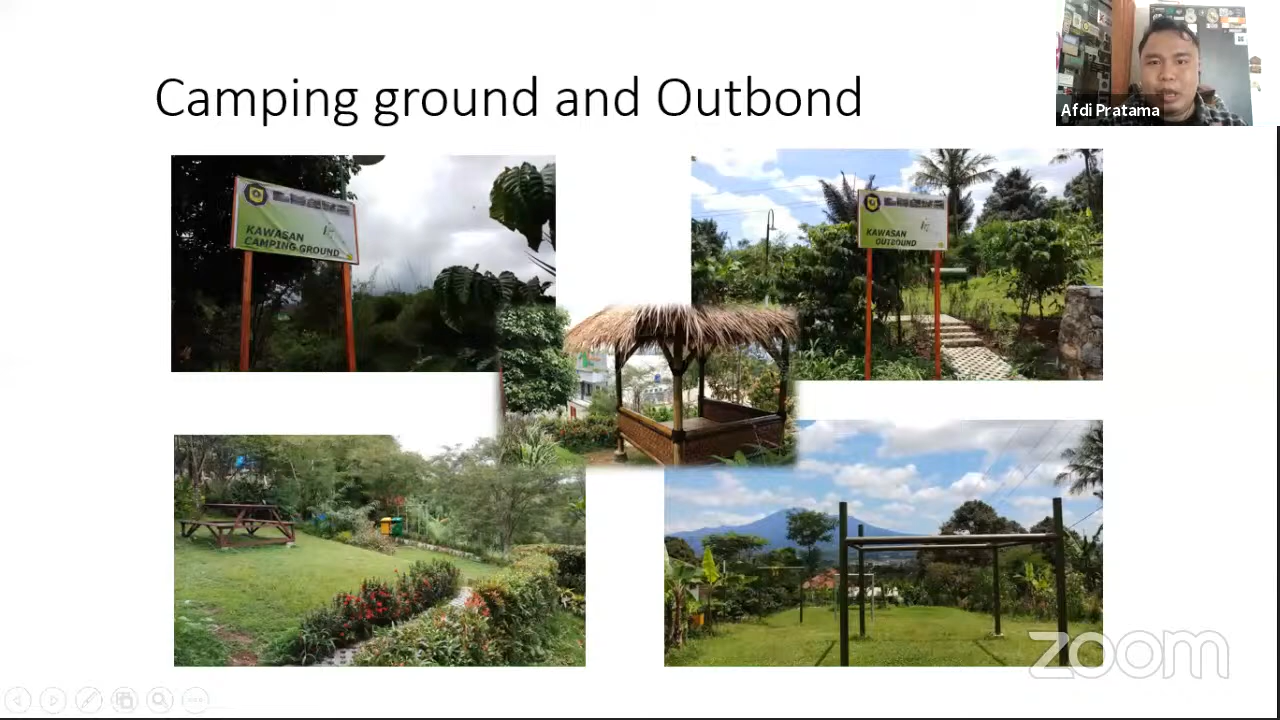 Camping ground and Outbond
Afdi Pratama
KAWASAN
CAMPING GROUND
KAWASAN
OUTBOUND
zoom